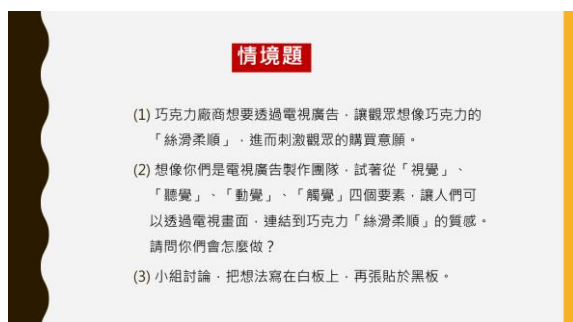 情境題
(1) 巧克力廠商想要透過電視廣告，讓觀眾想像巧克力的
「絲滑柔順」，進而刺激觀眾的購買意願。
(2) 想像你們是電視廣告製作團隊，試著從「視覺」、
「聽覺」、「動覺」、「觸覺」四個要素，讓人們可
以透過電視畫面，連結到巧克力「絲滑柔順」的質感。
請問你們會怎麼做？
(3) 小組討論，把想法寫在白板上，再張貼於黑板。